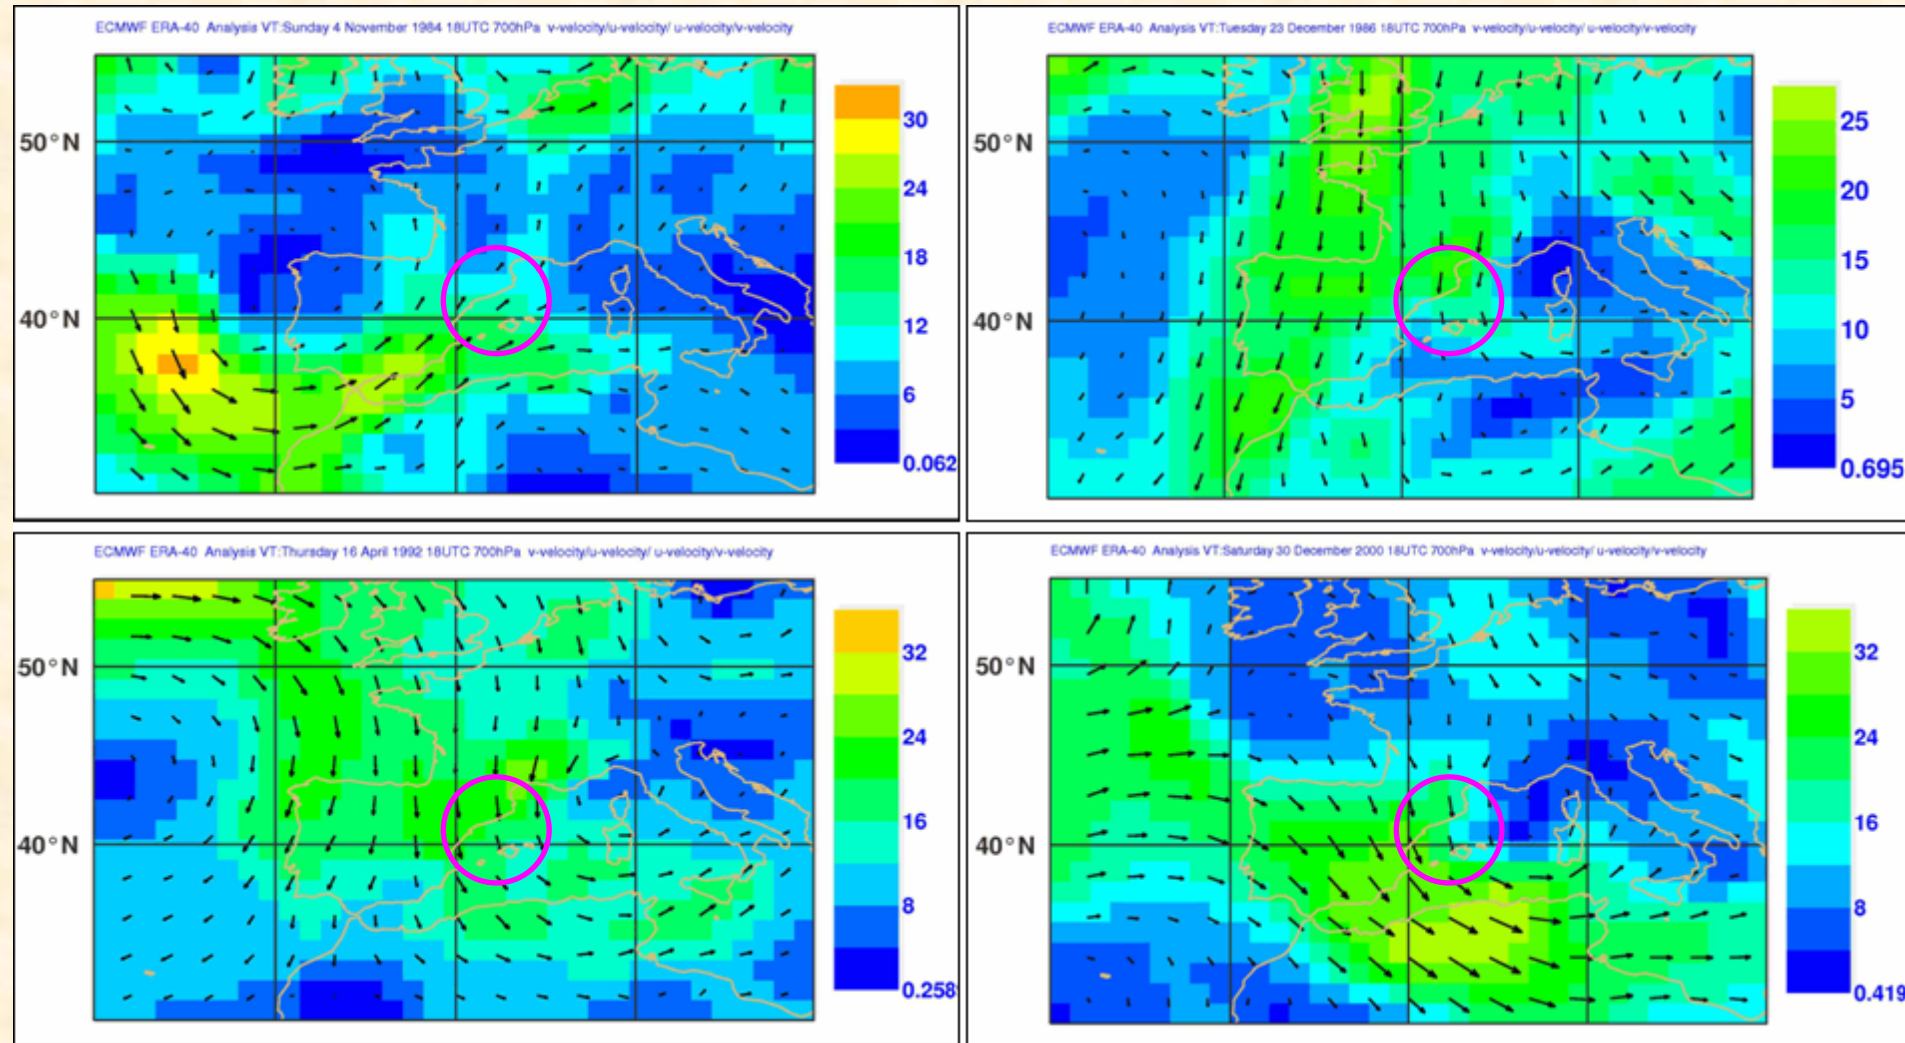 ECMWF ERA-40 Analysis VT:Sunday 4 November 1984 18UTC 700hPa v-velocity/u-velocity/ u-velocity/v-velocity
50°N
40°N
30
24
18
12
6
0.062
ECMWF ERA-40 Analysis VT:Tuesday 23 December 1986 18UTC 700hPa v-velocity/u-velocity/ u-velocity/v-velocity
50°N
40°N
25
20
15
10
5
0.695
ECMWF ERA-40 Analysis VT:Thursday 16 April 1992 18UTC 700hPa v-velocity/u-velocity/ u-velocity/v-velocity
50°N
40°N
32
24
16
8
0.258
ECMWF ERA-40 Analysis VT:Saturday 30 December 2000 18UTC 700hPa v-velocity/u-velocity/ u-velocity/v-velocity
50°N
40°N
32
24
16
8
0.419